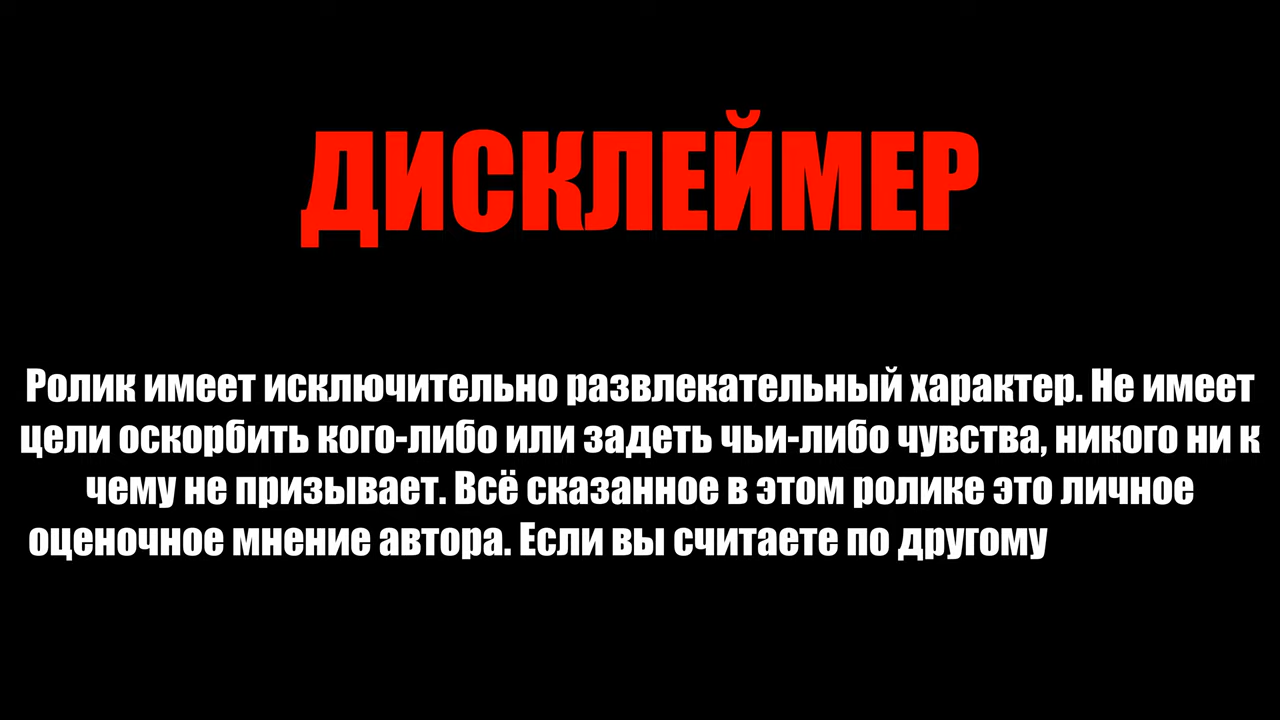 ДИСКЛЕЙМЕР
Ролик имеет исключительно развлекательный характер. Не имеет
цели оскорбить кого-либо или задеть чьи-либо чувства, никого ни к
чему не призывает. Всё сказанное в этом ролике это личное
оценочное мнение автора. Если вы считаете по другому